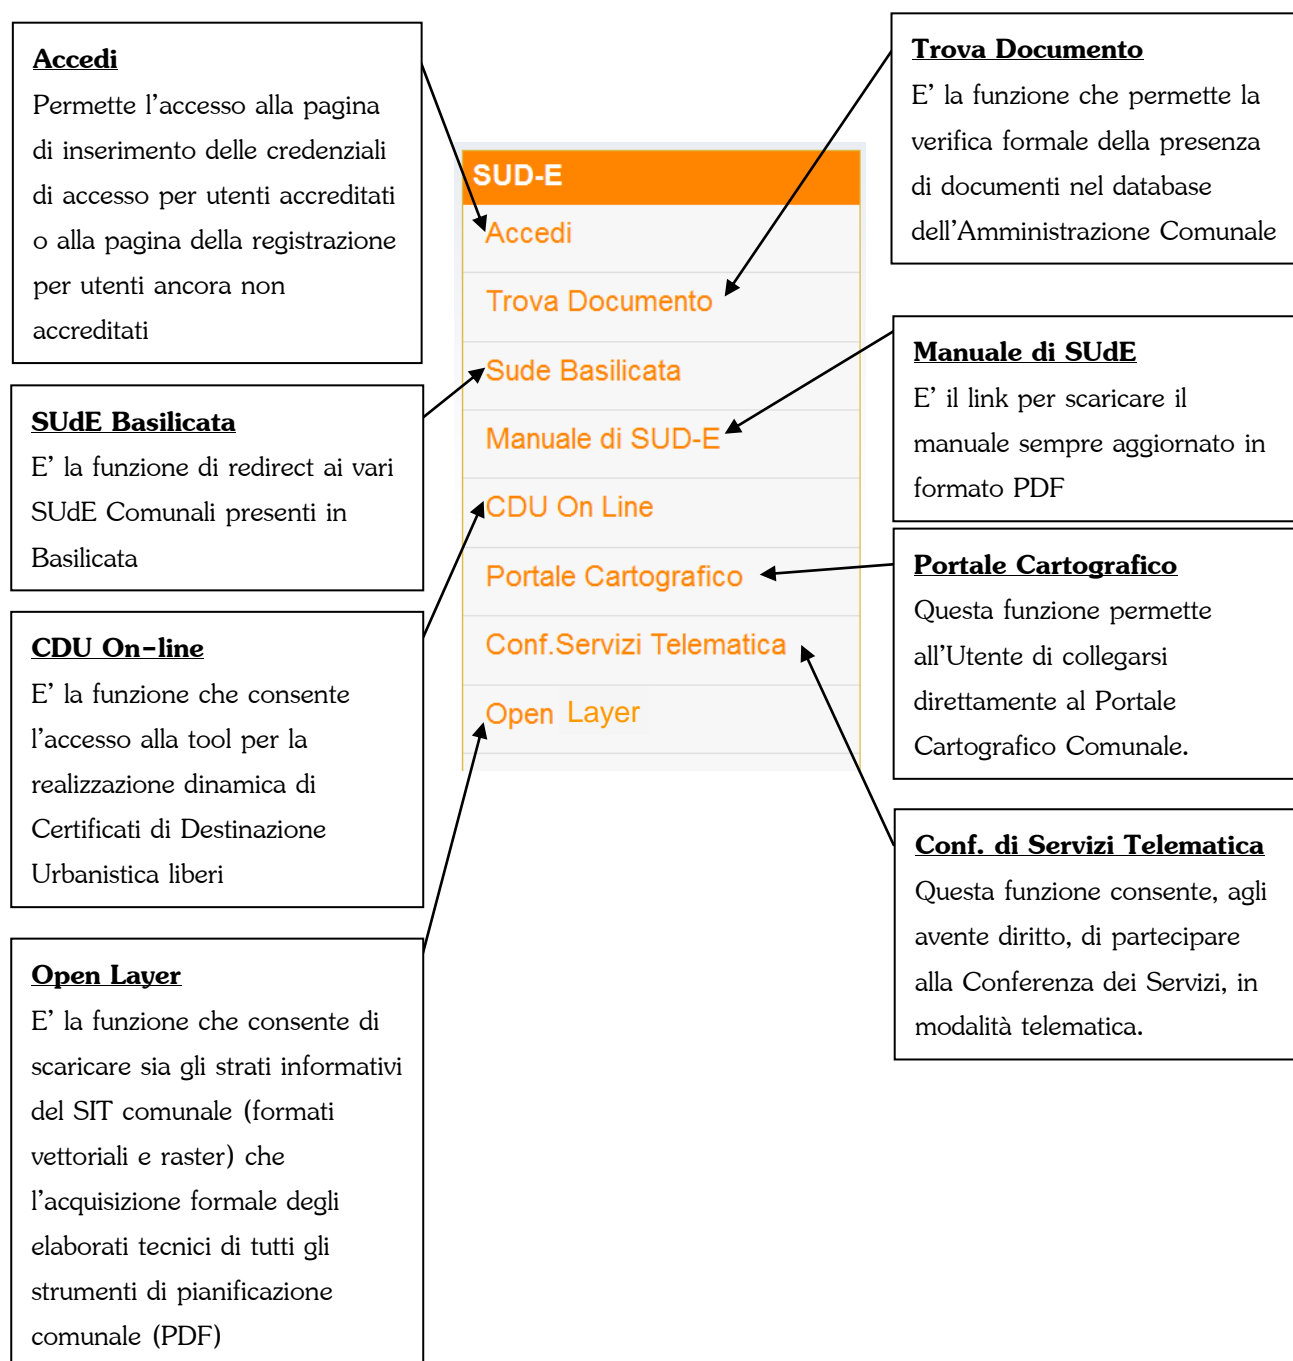 Accedi
Permette l'accesso alla pagina
di inserimento delle credenziali
di accesso per utenti accreditati
o alla pagina della registrazione
per utenti ancora non
accreditati
SUdE Basilicata
E' la funzione di redirect ai vari
SUdE Comunali presenti in
Basilicata
CDU On-line
E' la funzione che consente
l'accesso alla tool per la
realizzazione dinamica di
Certificati di Destinazione
Urbanistica liberi
Open Layer
E' la funzione che consente di
scaricare sia gli strati informativi
del SIT comunale (formati
vettoriali e raster) che
l'acquisizione formale degli
elaborati tecnici di tutti gli
strumenti di pianificazione
comunale (PDF)
SUD-E
Accedi
Trova Documento
Sude Basilicata
Manuale di SUD-E
CDU On Line
Portale Cartografico
Conf.Servizi Telematica
Open Layer
Trova Documento
E' la funzione che permette la
verifica formale della presenza
di documenti nel database
dell'Amministrazione Comunale
Manuale di SUdE
E' il link per scaricare il
manuale sempre aggiornato in
formato PDF
Portale Cartografico
Questa funzione permette
all'Utente di collegarsi
direttamente al Portale
Cartografico Comunale.
Conf. di Servizi Telematica
Questa funzione consente, agli
avente diritto, di partecipare
alla Conferenza dei Servizi, in
modalità telematica.